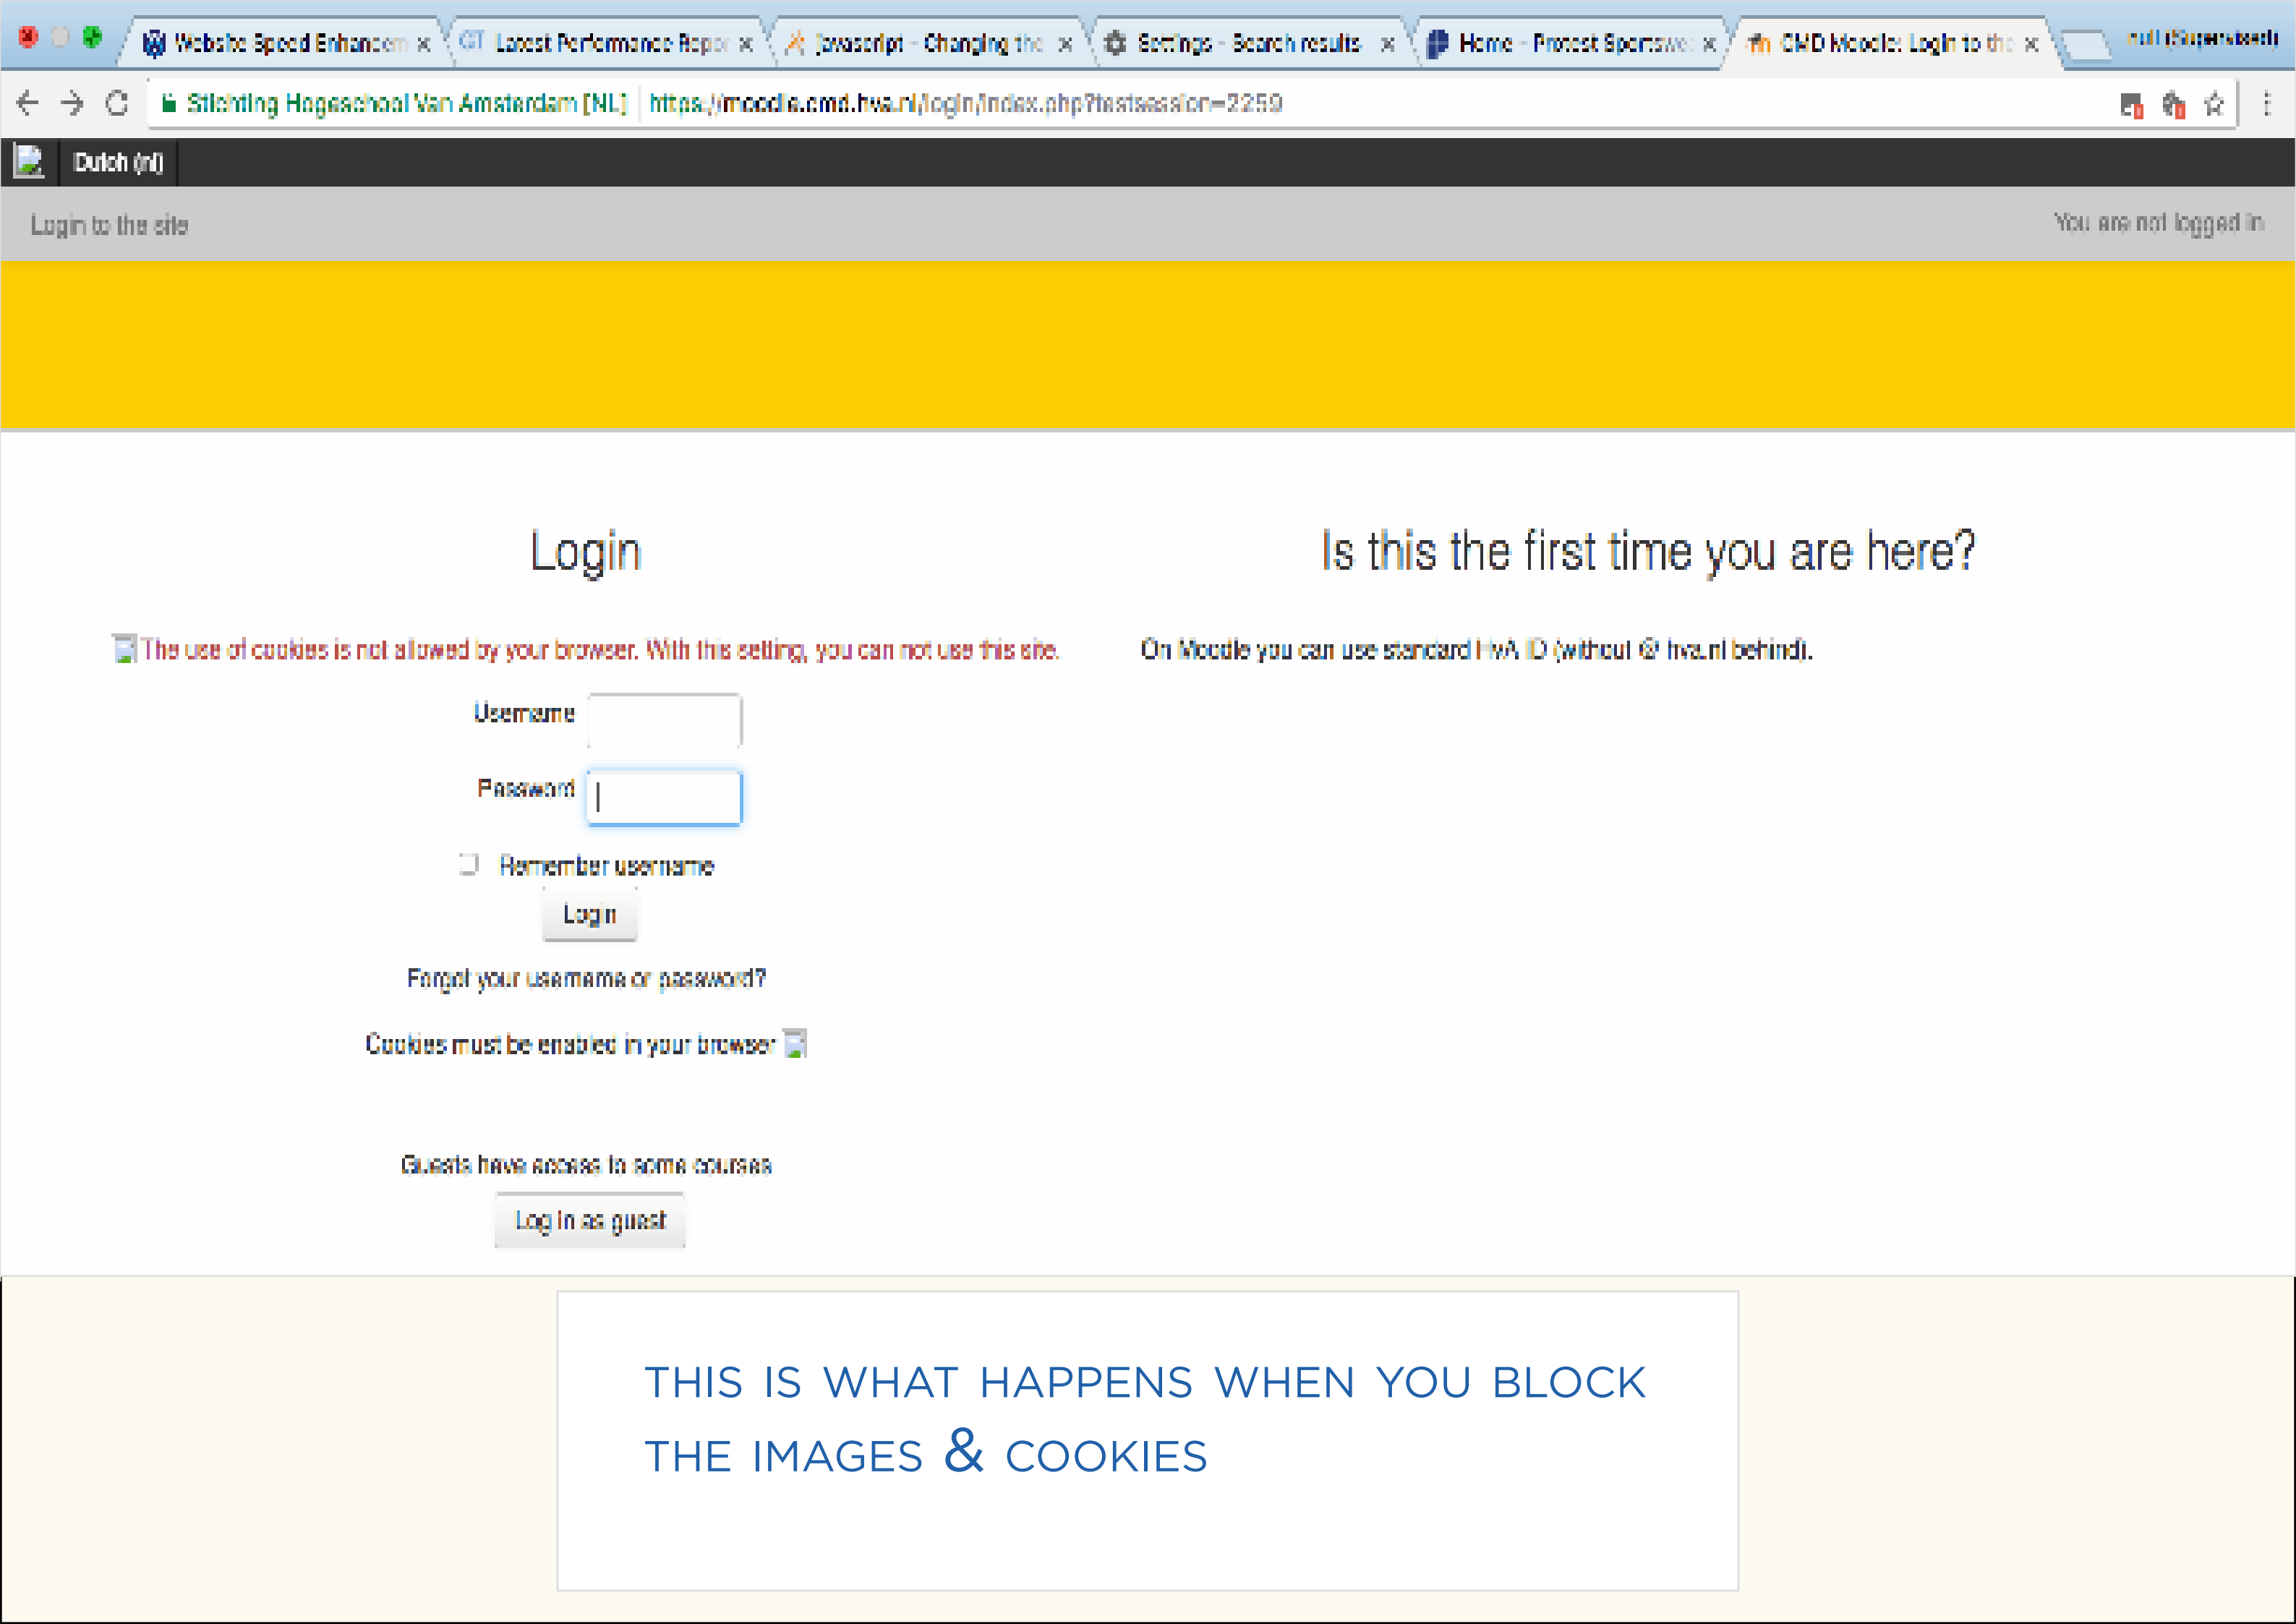 Website Speed Enhancem
GT Latest Performance Repor
javascript - Changing the
Settings - Search results
Home - Protest Sportswe
CMD Moodle: Login to the
null (Supervised)
Stichting Hogeschool Van Amsterdam [NL] https://moodle.cmd.hva.nl/login/index.php?testsession=2259
Dutch (nl)
Login to the site
You are not logged in
Login
The use of cookies is not allowed by your browser. With this setting, you can not use this site.
Username
Password
Remember username
Login
Forgot your username or password?
Cookies must be enabled in your browser
Guests have access to some courses
Log in as guest
Is this the first time you are here?
On Moodle you can use standard HvA ID (without @ hva.nl behind).
THIS IS WHAT HAPPENS WHEN YOU BLOCK
THE IMAGES & COOKIES